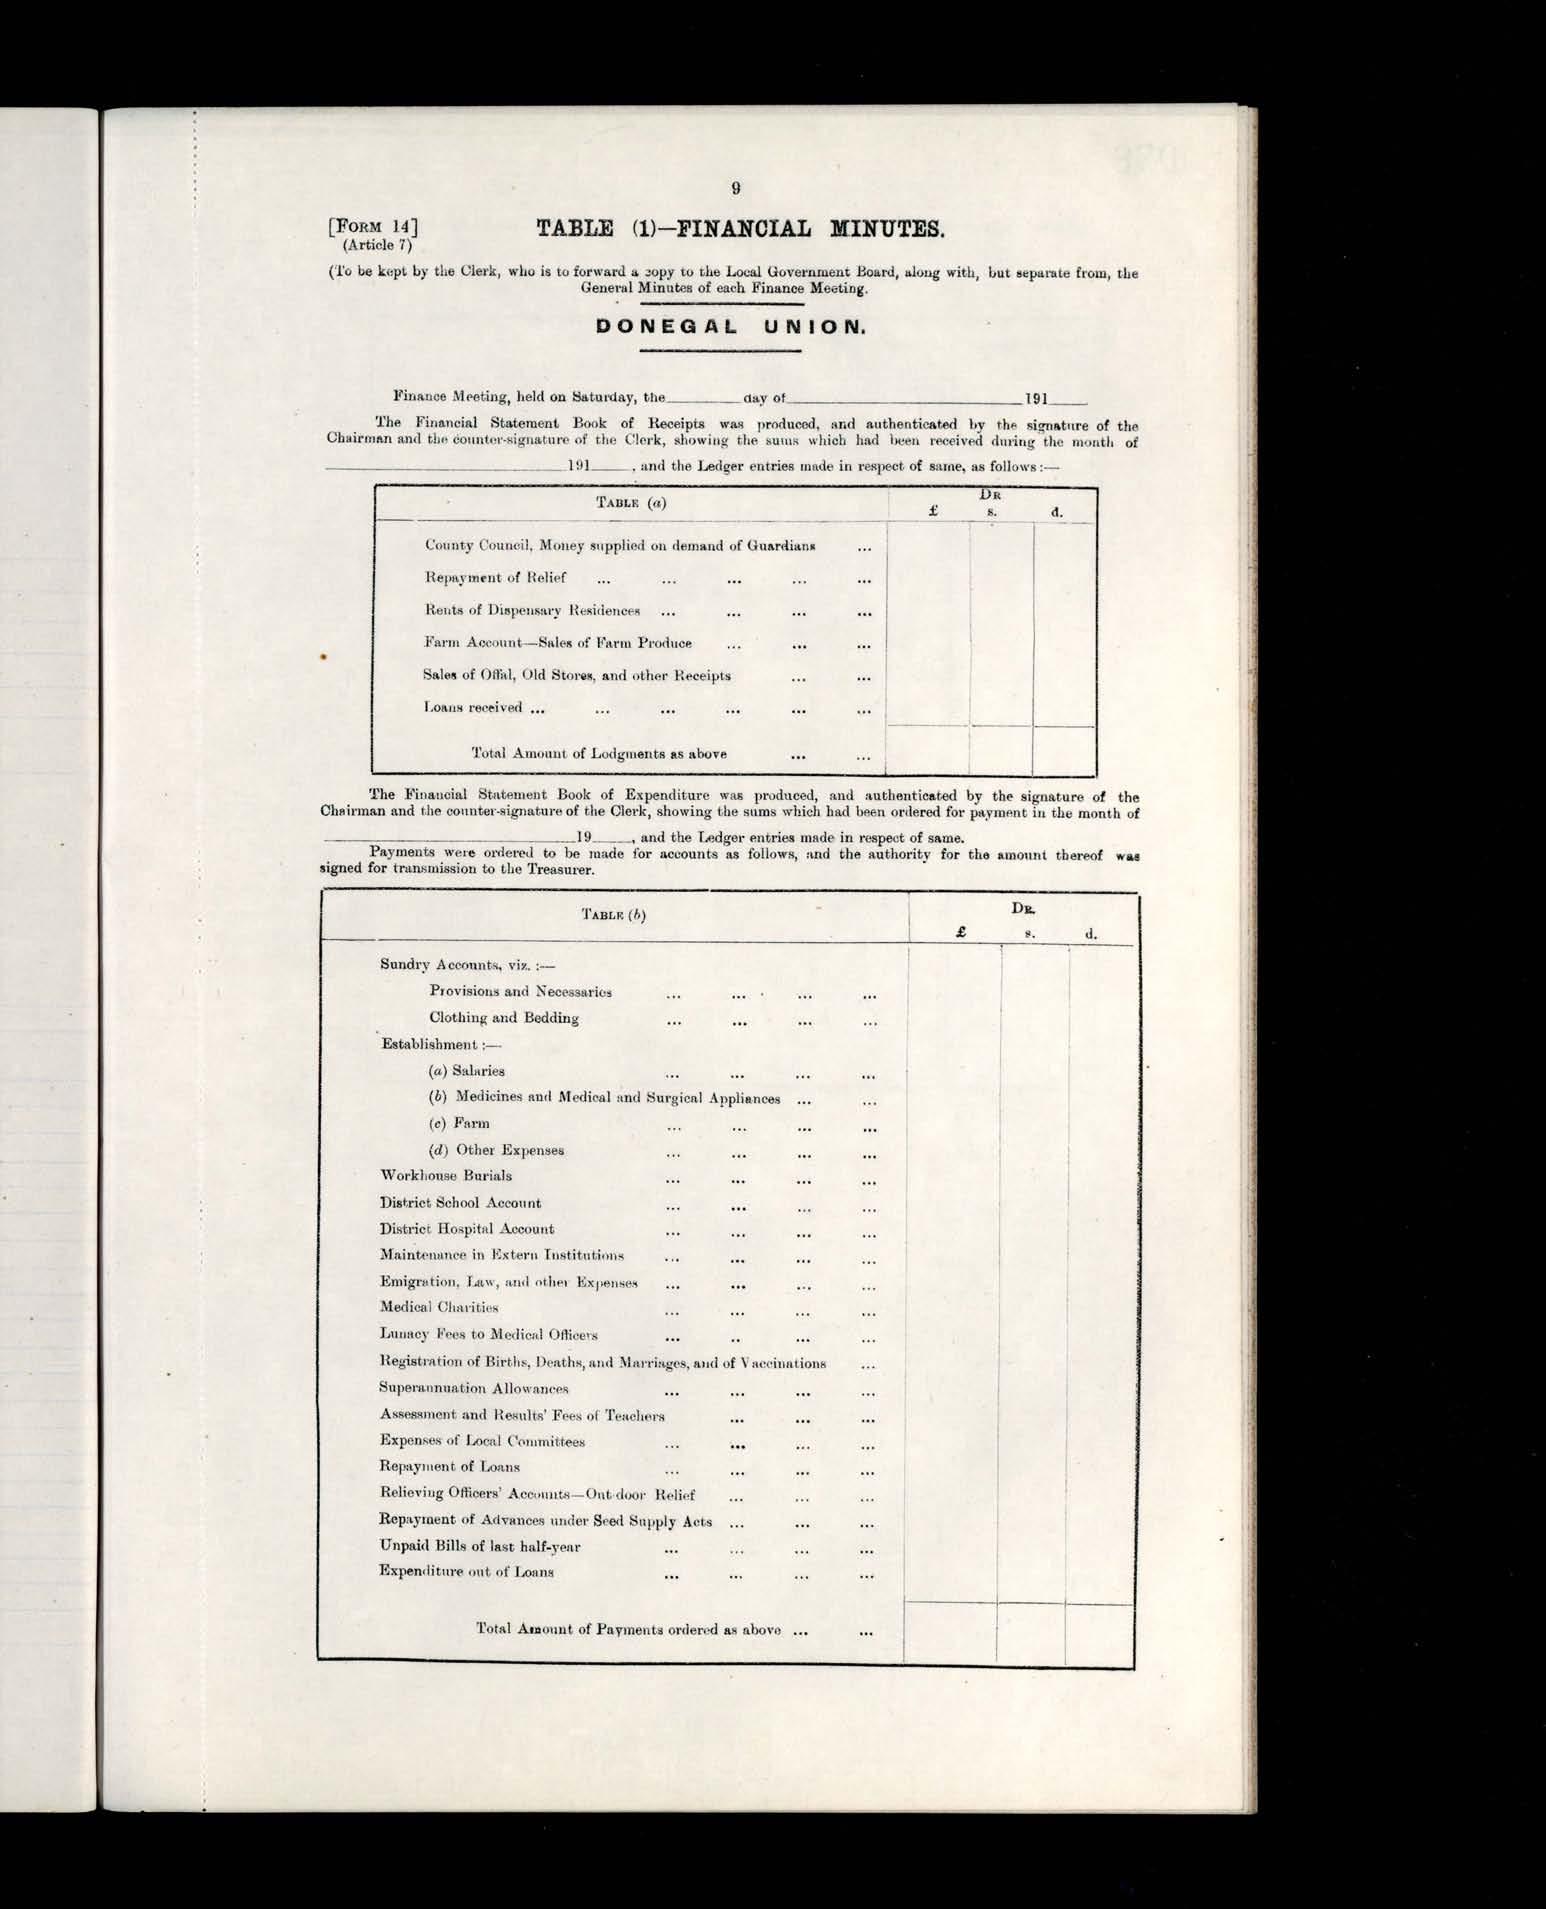 9
[FORM 14]
TABLE (1)—FINANCIAL MINUTES.
(Article 7)
(To be kept by the Clerk, who is to forward a copy to the Local Government Board, along with, but separate from, the
General Minutes of each Finance Meeting.
DONEGAL UNION.
Finance Meeting, held on Saturday, the________day of________________________191____
The Financial Statement Book of Receipts was produced, and authenticated by the signature of the
Chairman and the counter-signature of the Clerk, showing the sums which had been received during the month of
________________________191____, and the Ledger entries made in respect of same, as follows:—
TABLE (a)
DR
£ s. d.
County Council, Money supplied on demand of Guardians ...
Repayment of Relief ... ... ... ... ...
Rents of Dispensary Residences ... ... ... ...
Farm Account—Sales of Farm Produce ... ... ...
Sales of Offal, Old Stores, and other Receipts ... ...
Loans received ... ... ... ... ... ...
Total Amount of Lodgments as above ... ...
The Financial Statement Book of Expenditure was produced, and authenticated by the signature of the
Chairman and the counter-signature of the Clerk, showing the sums which had been ordered for payment in the month of
________________________19____, and the Ledger entries made in respect of same.
Payments were ordered to be made for accounts as follows, and the authority for the amount thereof was
signed for transmission to the Treasurer.
TABLE (b)
DR.
£ s. d.
Sundry Accounts, viz. :—
Provisions and Necessaries ... ... ... ...
Clothing and Bedding ... ... ... ...
Establishment :—
(a) Salaries ... ... ... ...
(b) Medicines and Medical and Surgical Appliances ... ...
(c) Farm ... ... ... ...
(d) Other Expenses ... ... ... ...
Workhouse Burials ... ... ... ...
District School Account ... ... ... ...
District Hospital Account ... ... ... ...
Maintenance in Extern Institutions ... ... ... ...
Emigration, Law, and other Expenses ... ... ... ...
Medical Charities ... ... ... ...
Lunacy Fees to Medical Officers ... .. ... ...
Registration of Births, Deaths, and Marriages, and of Vaccinations ...
Superannuation Allowances ... ... ... ...
Assessment and Results' Fees of Teachers ... ... ...
Expenses of Local Committees ... ... ... ...
Repayment of Loans ... ... ... ...
Relieving Officers' Accounts—Out-door Relief ... ... ...
Repayment of Advances under Seed Supply Acts ... ... ...
Unpaid Bills of last half-year ... ... ... ...
Expenditure out of Loans ... ... ... ...
Total Amount of Payments ordered as above ... ...